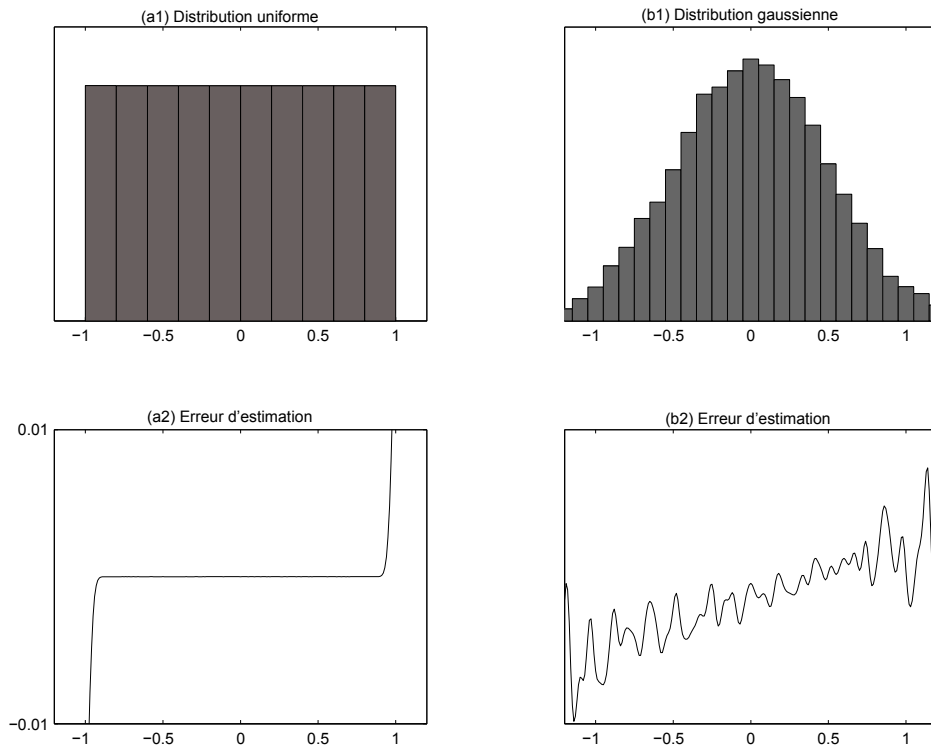 (a1) Distribution uniforme
−1 −0.5 0 0.5 1
(b1) Distribution gaussienne
−1 −0.5 0 0.5 1
(a2) Erreur d'estimation
0.01
−0.01
−1 −0.5 0 0.5 1
(b2) Erreur d'estimation
−1 −0.5 0 0.5 1